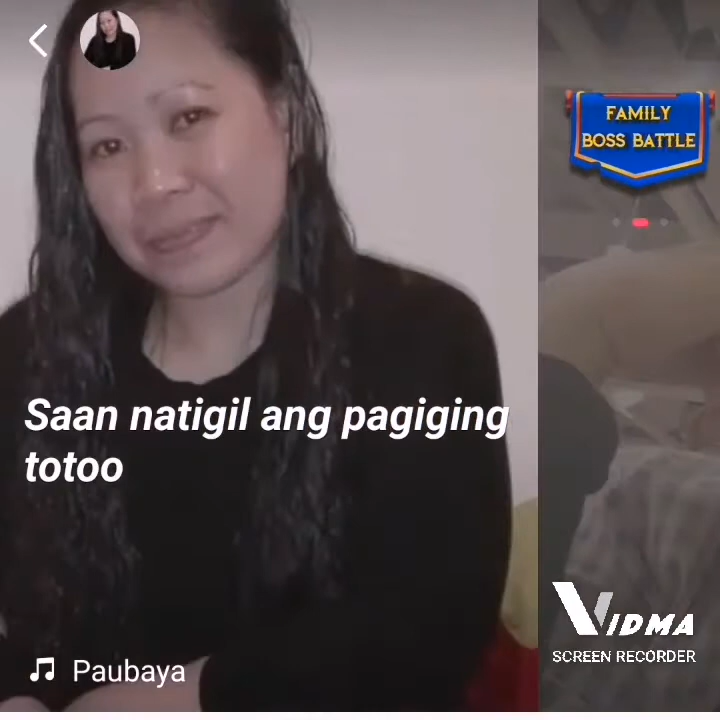 FAMILY
BOSS BATTLE
Saan natigil ang pagiging
totoo
VIDMA
SCREEN RECORDER
Paubaya